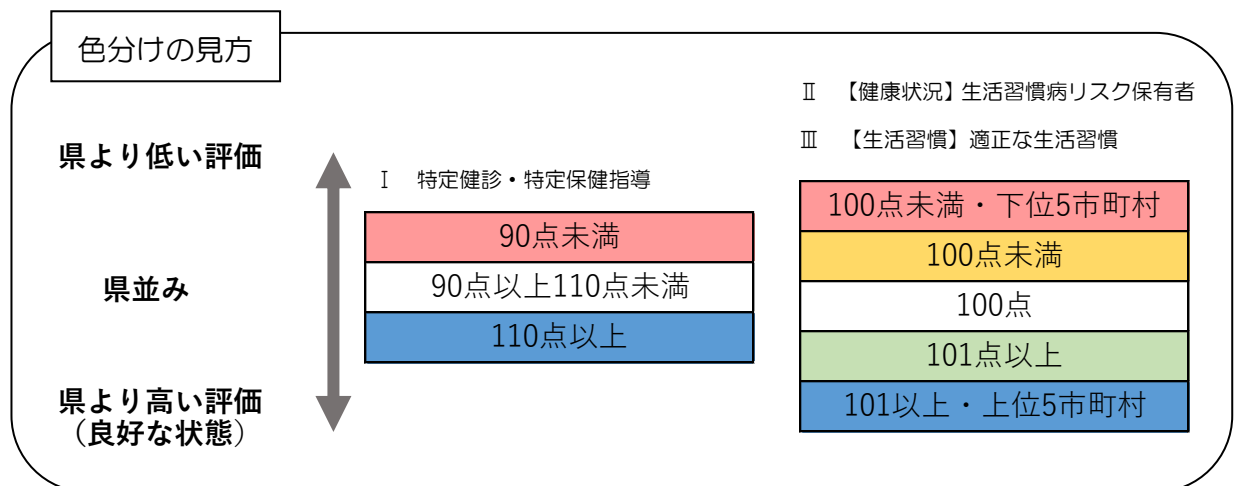 色分けの見方
県より低い評価
県並み
県より高い評価
(良好な状態)
Ⅰ 特定健診・特定保健指導
90点未満
90点以上110点未満
110点以上
Ⅱ 【健康状況】生活習慣病リスク保有者
Ⅲ 【生活習慣】適正な生活習慣
100点未満・下位5市町村
100点未満
100点
101点以上
101以上・上位5市町村